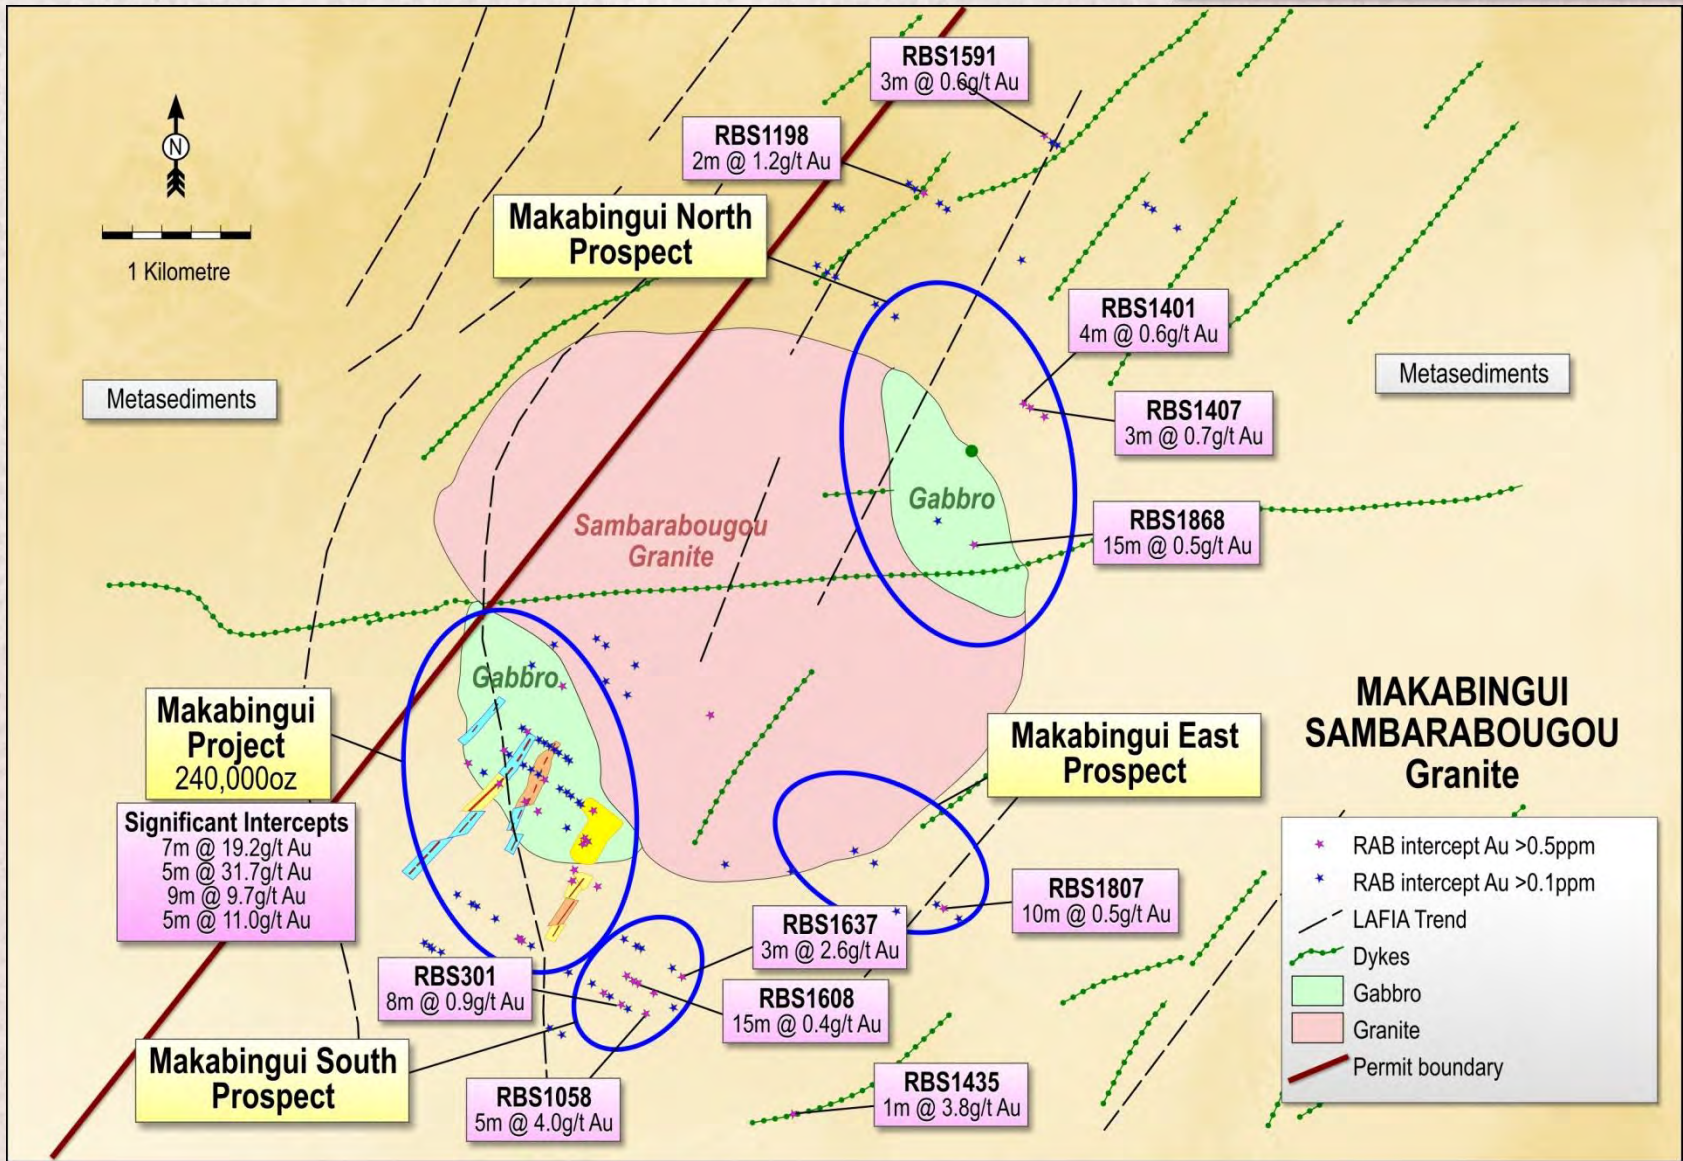 RBS1591
3m @ 0.6g/t Au
RBS1198
2m @ 1.2g/t Au
N
1 Kilometre
Makabingui North
Prospect
RBS1401
4m @ 0.6g/t Au
Metasediments
Metasediments
RBS1407
3m @ 0.7g/t Au
Gabbro
Sambarabougou
Granite
RBS1868
15m @ 0.5g/t Au
Gabbro
Makabingui
Project
240,000oz
Significant Intercepts
7m @ 19.2g/t Au
5m @ 31.7g/t Au
9m @ 9.7g/t Au
5m @ 11.0g/t Au
Makabingui East
Prospect
MAKABINGUI
SAMBARABOUGOU
Granite
RAB intercept Au >0.5ppm
RAB intercept Au >0.1ppm
LAFIA Trend
Dykes
Gabbro
Granite
Permit boundary
RBS1807
10m @ 0.5g/t Au
RBS1637
3m @ 2.6g/t Au
RBS301
8m @ 0.9g/t Au
RBS1608
15m @ 0.4g/t Au
Makabingui South
Prospect
RBS1058
5m @ 4.0g/t Au
RBS1435
1m @ 3.8g/t Au